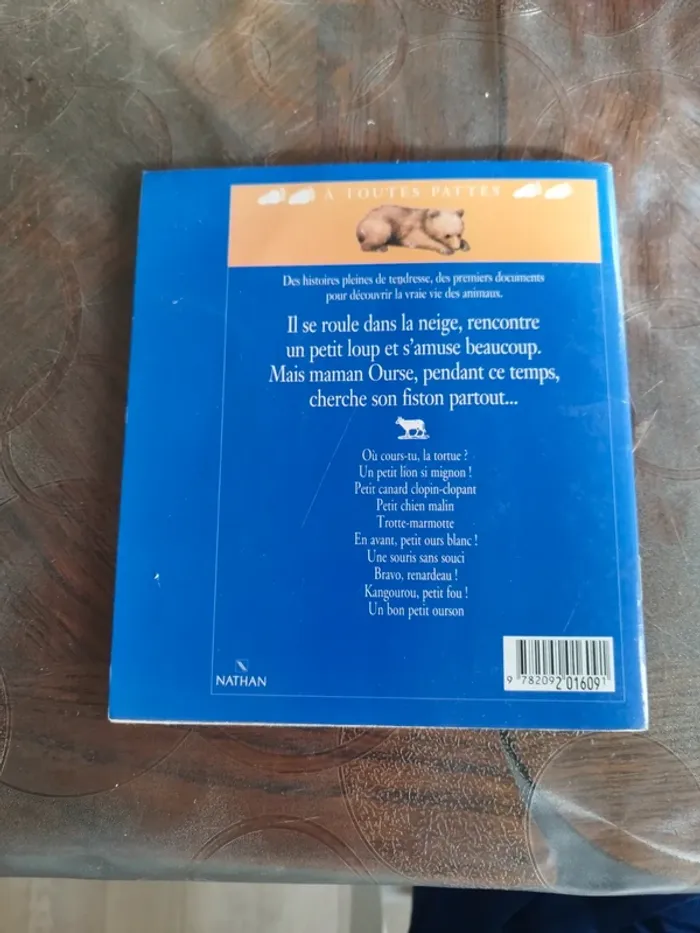 À TOUTES PATTES
Des histoires pleines de tendresse, des premiers documents
pour découvrir la vraie vie des animaux.
Il se roule dans la neige, rencontre
un petit loup et s'amuse beaucoup.
Mais maman Ourse, pendant ce temps,
cherche son fiston partout...
Où cours-tu, la tortue ?
Un petit lion si mignon !
Petit canard clopin-clopant
Petit chien malin
Trotte-marmotte
En avant, petit ours blanc !
Une souris sans souci
Bravo, renardeau !
Kangourou, petit fou !
Un bon petit ourson
NATHAN
9 782092 016091